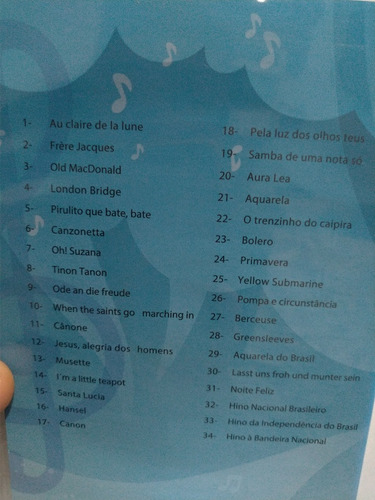 1- Au claire de la lune
2- Frère Jacques
3- Old MacDonald
4- London Bridge
5- Pirulito que bate, bate
6- Canzonetta
7- Oh! Suzana
8- Tinon Tanon
9- Ode an die freude
10- When the saints go marching in
11- Cânone
12- Jesus, alegria dos homens
13- Musette
14- I´m a little teapot
15- Santa Lucia
16- Hansel
17- Canon
18- Pela luz dos olhos teus
19- Samba de uma nota só
20- Aura Lea
21- Aquarela
22- O trenzinho do caipira
23- Bolero
24- Primavera
25- Yellow Submarine
26- Pompa e circunstância
27- Berceuse
28- Greensleeves
29- Aquarela do Brasil
30- Lasst uns froh und munter sein
31- Noite Feliz
32- Hino Nacional Brasileiro
33- Hino da Independência do Brasil
34- Hino à Bandeira Nacional